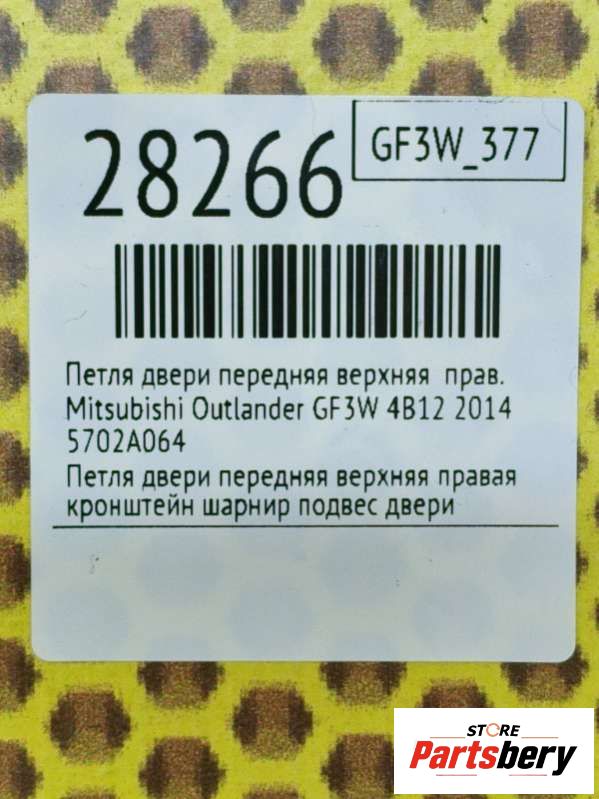 28266
GF3W_377
Петля двери передняя верхняя прав.
Mitsubishi Outlander GF3W 4B12 2014
5702A064
Петля двери передняя верхняя правая
кронштейн шарнир подвес двери
STORE
Partsbery